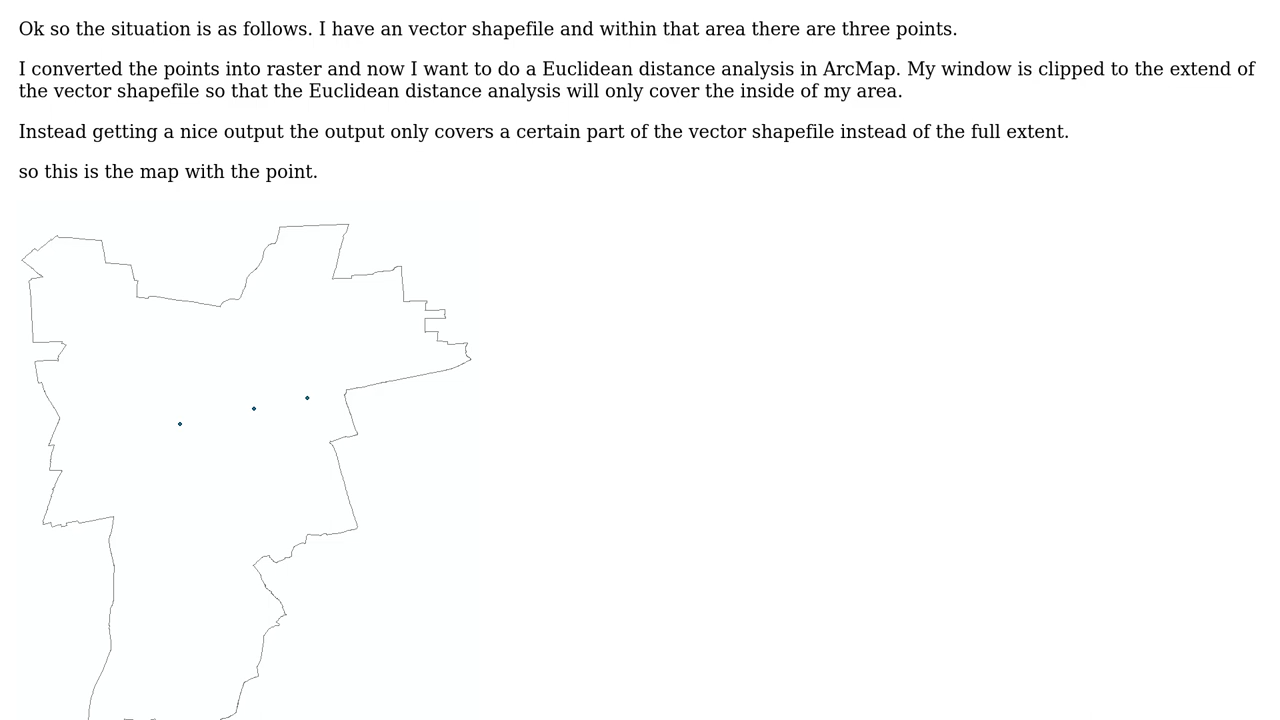 Ok so the situation is as follows. I have an vector shapefile and within that area there are three points.
I converted the points into raster and now I want to do a Euclidean distance analysis in ArcMap. My window is clipped to the extend of
the vector shapefile so that the Euclidean distance analysis will only cover the inside of my area.
Instead getting a nice output the output only covers a certain part of the vector shapefile instead of the full extent.
so this is the map with the point.